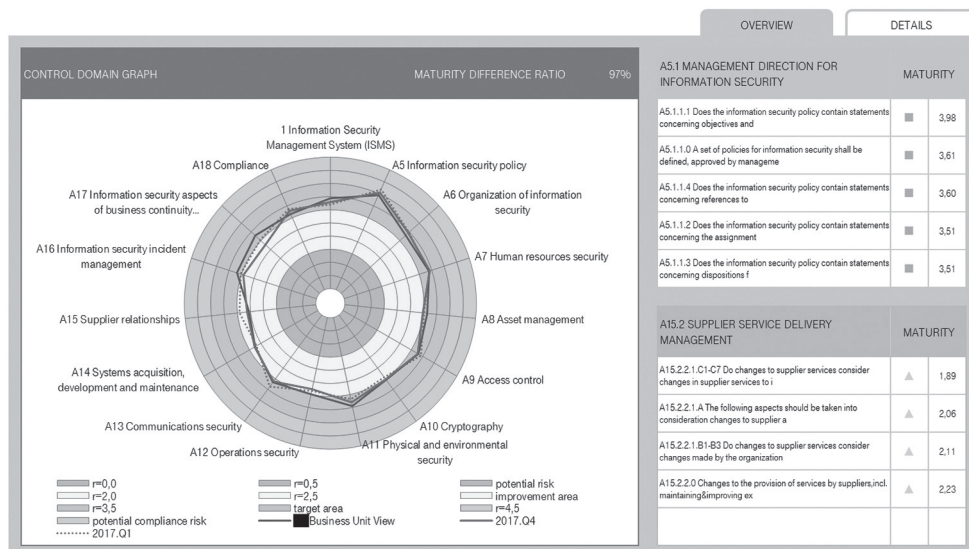 OVERVIEW
DETAILS
CONTROL DOMAIN GRAPH
MATURITY DIFFERENCE RATIO 97%
1 Information Security
Management System (ISMS)
A5 Information security policy
A6 Organization of information
security
A7 Human resources security
A8 Asset management
A9 Access control
A10 Cryptography
A11 Physical and environmental
security
A12 Operations security
A13 Communications security
A14 Systems acquisition,
development and maintenance
A15 Supplier relationships
A16 Information security incident
management
A17 Information security aspects
of business continuity...
A18 Compliance
r=0,0
r=0,5
potential risk
r=2,0
r=2,5
improvement area
r=3,5
target area
r=4,5
potential compliance risk
Business Unit View
2017.Q4
2017.Q1
A5.1 MANAGEMENT DIRECTION FOR
INFORMATION SECURITY
MATURITY
A5.1.1.1 Does the information security policy contain statements
concerning objectives and
3,98
A5.1.1.0 A set of policies for information security shall be
defined, approved by manageme
3,61
A5.1.1.4 Does the information security policy contain statements
concerning references to
3,60
A5.1.1.2 Does the information security policy contain statements
concerning the assignment
3,51
A5.1.1.3 Does the information security policy contain statements
concerning dispositions f
3,51
A15.2 SUPPLIER SERVICE DELIVERY
MANAGEMENT
MATURITY
A15.2.2.1.C1-C7 Do changes to supplier services consider
changes in supplier services to i
1,89
A15.2.2.1.A The following aspects should be taken into
consideration changes to supplier a
2,06
A15.2.2.1.B1-B3 Do changes to supplier services consider
changes made by the organization
2,11
A15.2.2.0 Changes to the provision of services by suppliers,incl.
maintaining&improving ex
2,23